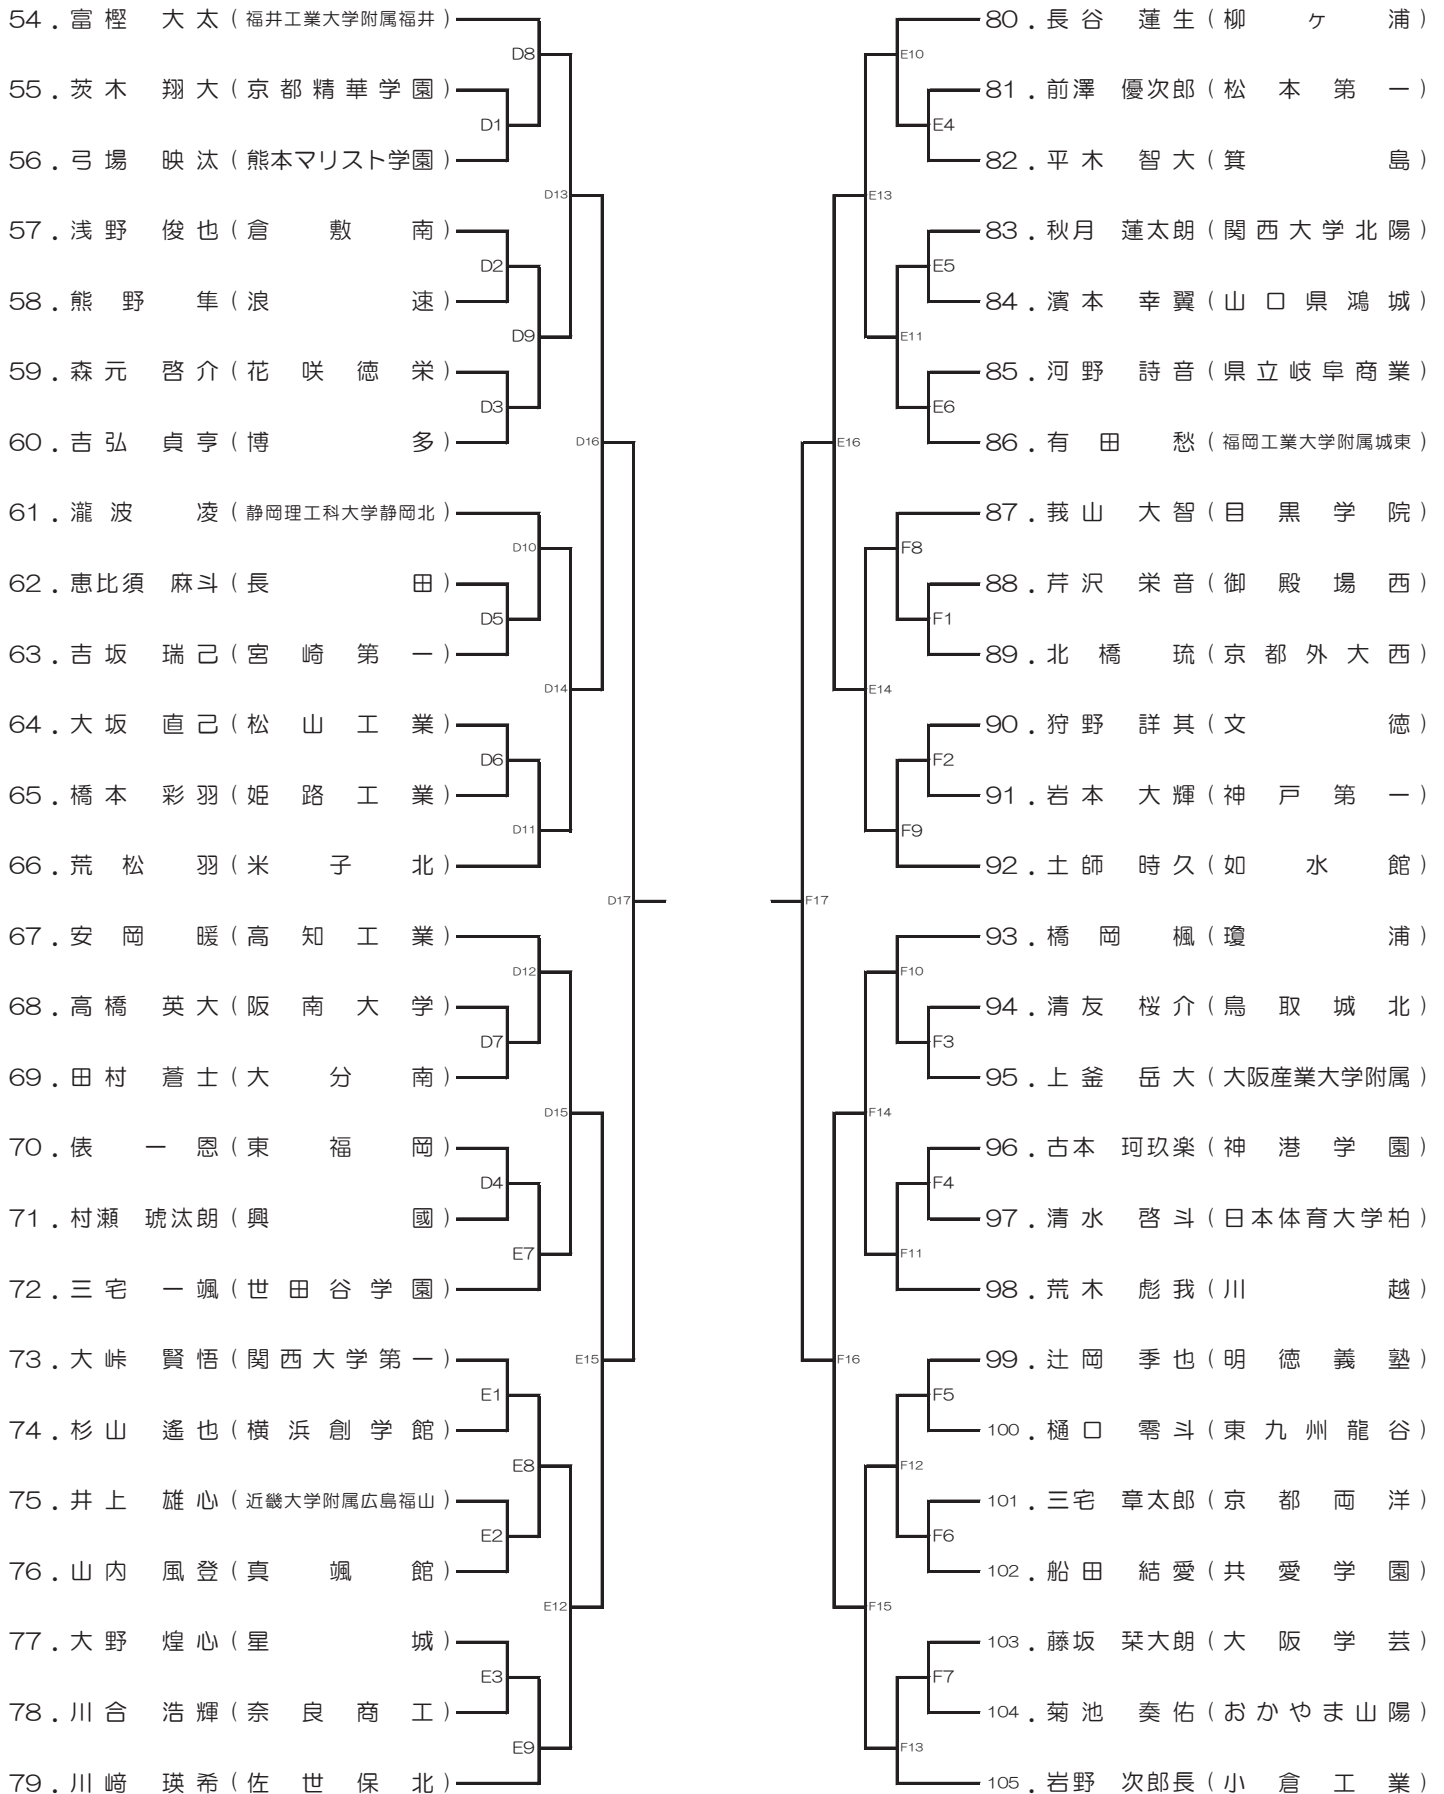 54．富樫　大太（福井工業大学附属福井）
D8
55．茨木　翔大（京都精華学園）
D1
56．弓場　映汰（熊本マリスト学園）
D13
57．浅野　俊也（倉敷南）
D2
58．熊野　隼（浪速）
D9
59．森元　啓介（花咲徳栄）
D3
60．吉弘　貞亨（博多）
D16
61．瀧波　凌（静岡理工科大学静岡北）
D10
62．恵比須　麻斗（長田）
D5
63．吉坂　瑞己（宮崎第一）
D14
64．大坂　直己（松山工業）
D6
65．橋本　彩羽（姫路工業）
D11
66．荒松　羽（米子北）
D17
67．安岡　暖（高知工業）
D12
68．高橋　英大（阪南大学）
D7
69．田村　蒼士（大分南）
D15
70．俵　一恩（東福岡）
D4
71．村瀬　琥汰朗（興國）
E7
72．三宅　一颯（世田谷学園）
73．大峠　賢悟（関西大学第一）
E15
E1
74．杉山　遙也（横浜創学館）
E8
75．井上　雄心（近畿大学附属広島福山）
E2
76．山内　風登（真颯館）
E12
77．大野　煌心（星城）
E3
78．川合　浩輝（奈良商工）
E9
79．川﨑　瑛希（佐世保北）
80．長谷　蓮生（柳ヶ浦）
E10
81．前澤　優次郎（松本第一）
E4
82．平木　智大（箕島）
E13
83．秋月　蓮太朗（関西大学北陽）
E5
84．濱本　幸翼（山口県鴻城）
E11
85．河野　詩音（県立岐阜商業）
E6
86．有田　愁（福岡工業大学附属城東）
E16
87．莪山　大智（目黒学院）
F8
88．芹沢　栄音（御殿場西）
F1
89．北橋　琉（京都外大西）
E14
90．狩野　詳其（文徳）
F2
91．岩本　大輝（神戸第一）
F9
92．土師　時久（如水館）
F17
93．橋岡　楓（瓊浦）
F10
94．清友　桜介（鳥取城北）
F3
95．上釜　岳大（大阪産業大学附属）
F14
96．古本　珂玖楽（神港学園）
F4
97．清水　啓斗（日本体育大学柏）
F11
98．荒木　彪我（川越）
99．辻岡　季也（明徳義塾）
F16
F5
100．樋口　零斗（東九州龍谷）
F12
101．三宅　章太郎（京都両洋）
F6
102．船田　結愛（共愛学園）
F15
103．藤坂　栞大朗（大阪学芸）
F7
104．菊池　奏佑（おかやま山陽）
F13
105．岩野　次郎長（小倉工業）